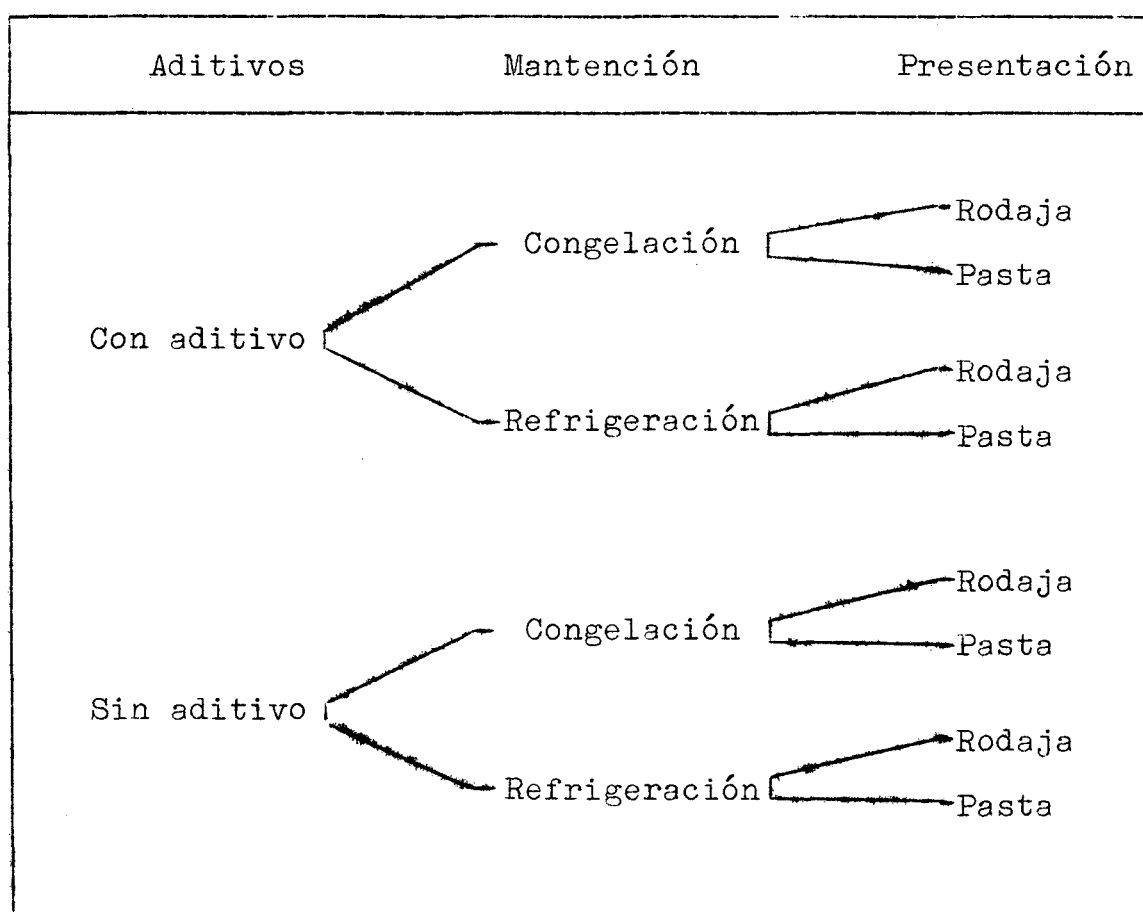 Aditivos Mantención Presentación
Rodaja
Congelación
Pasta
Con aditivo
Rodaja
Refrigeración
Pasta
Rodaja
Congelación
Pasta
Sin aditivo
Rodaja
Refrigeración
Pasta